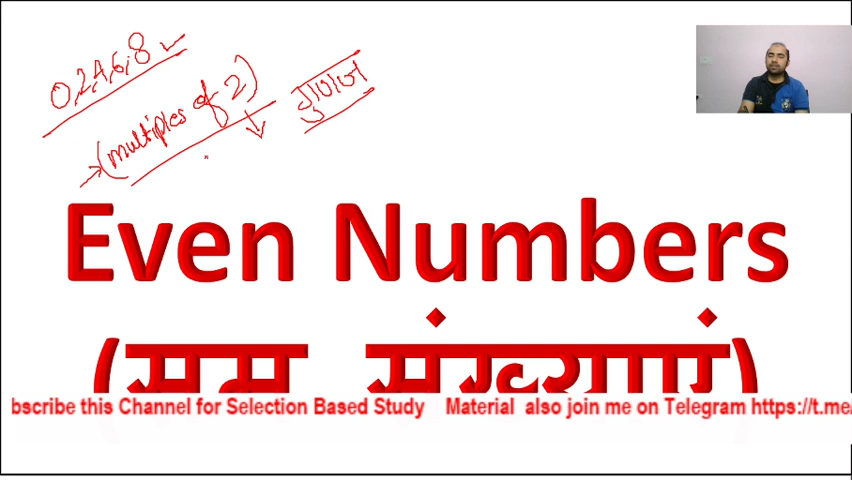 0,2,4,6,8
(multiples of 2)
गुणज
Even Numbers
(सम संख्याएं)
bscribe this Channel for Selection Based Study Material also join me on Telegram https://t.me/